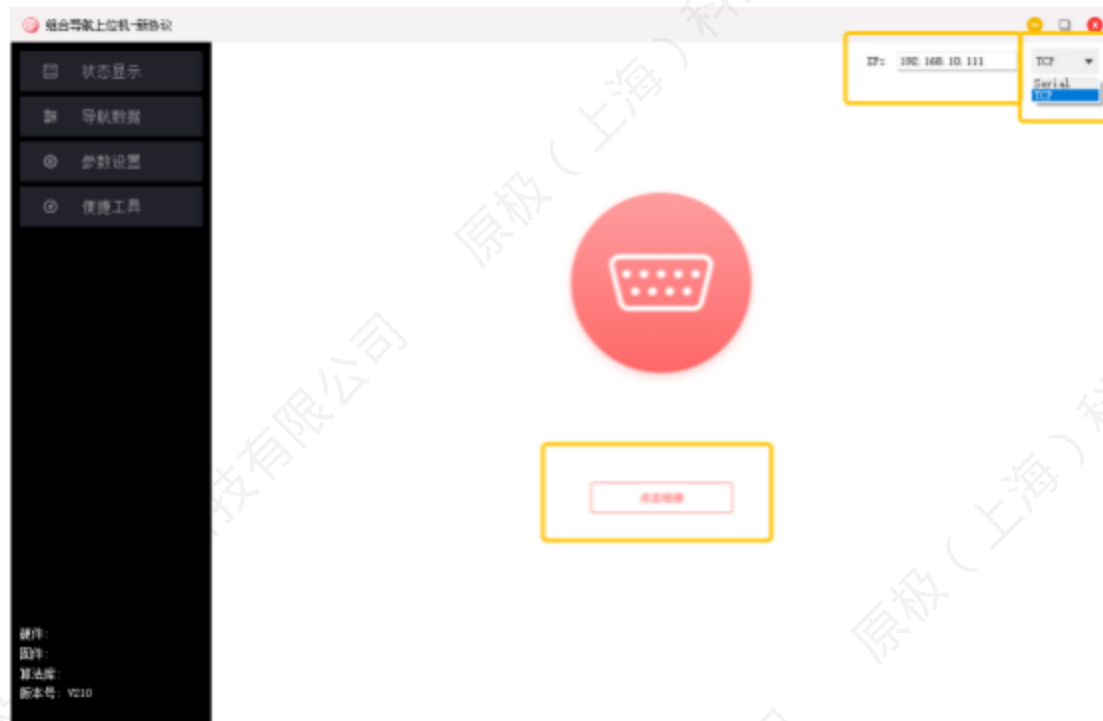 组合导航上位机-新协议
IP: 192.168.10.111
TCP
Serial
TCP
状态显示
导航数据
参数设置
便捷工具
点击链接
硬件:
固件:
算法库:
版本号: V210
原极（上海）科
技有限公司
原极（上海）科